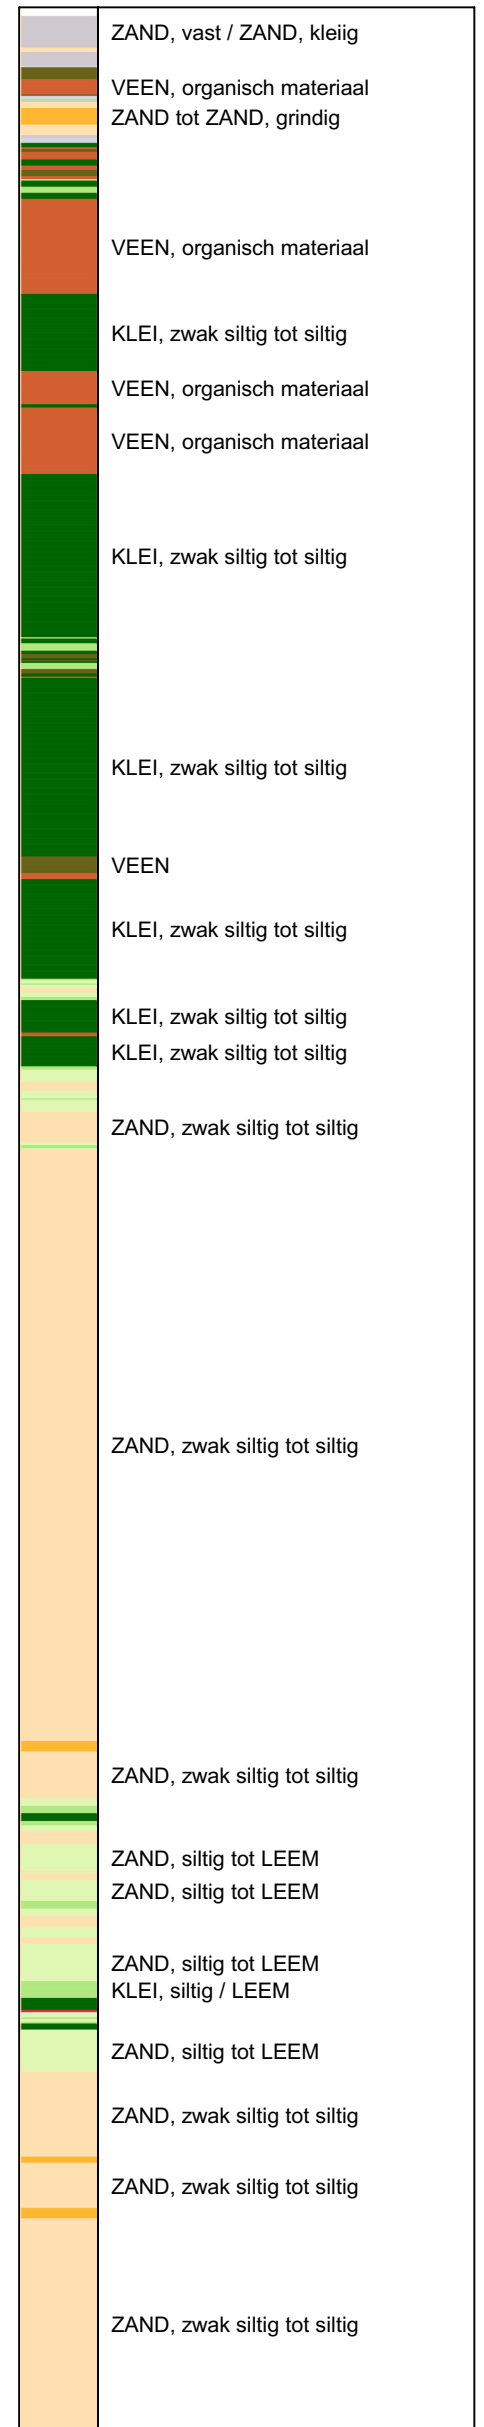 ZAND, vast / ZAND, kleiig
VEEN, organisch materiaal
ZAND tot ZAND, grindig
VEEN, organisch materiaal
KLEI, zwak siltig tot siltig
VEEN, organisch materiaal
VEEN, organisch materiaal
KLEI, zwak siltig tot siltig
KLEI, zwak siltig tot siltig
VEEN
KLEI, zwak siltig tot siltig
KLEI, zwak siltig tot siltig
KLEI, zwak siltig tot siltig
ZAND, zwak siltig tot siltig
ZAND, zwak siltig tot siltig
ZAND, zwak siltig tot siltig
ZAND, siltig tot LEEM
ZAND, siltig tot LEEM
ZAND, siltig tot LEEM
KLEI, siltig / LEEM
ZAND, siltig tot LEEM
ZAND, zwak siltig tot siltig
ZAND, zwak siltig tot siltig
ZAND, zwak siltig tot siltig